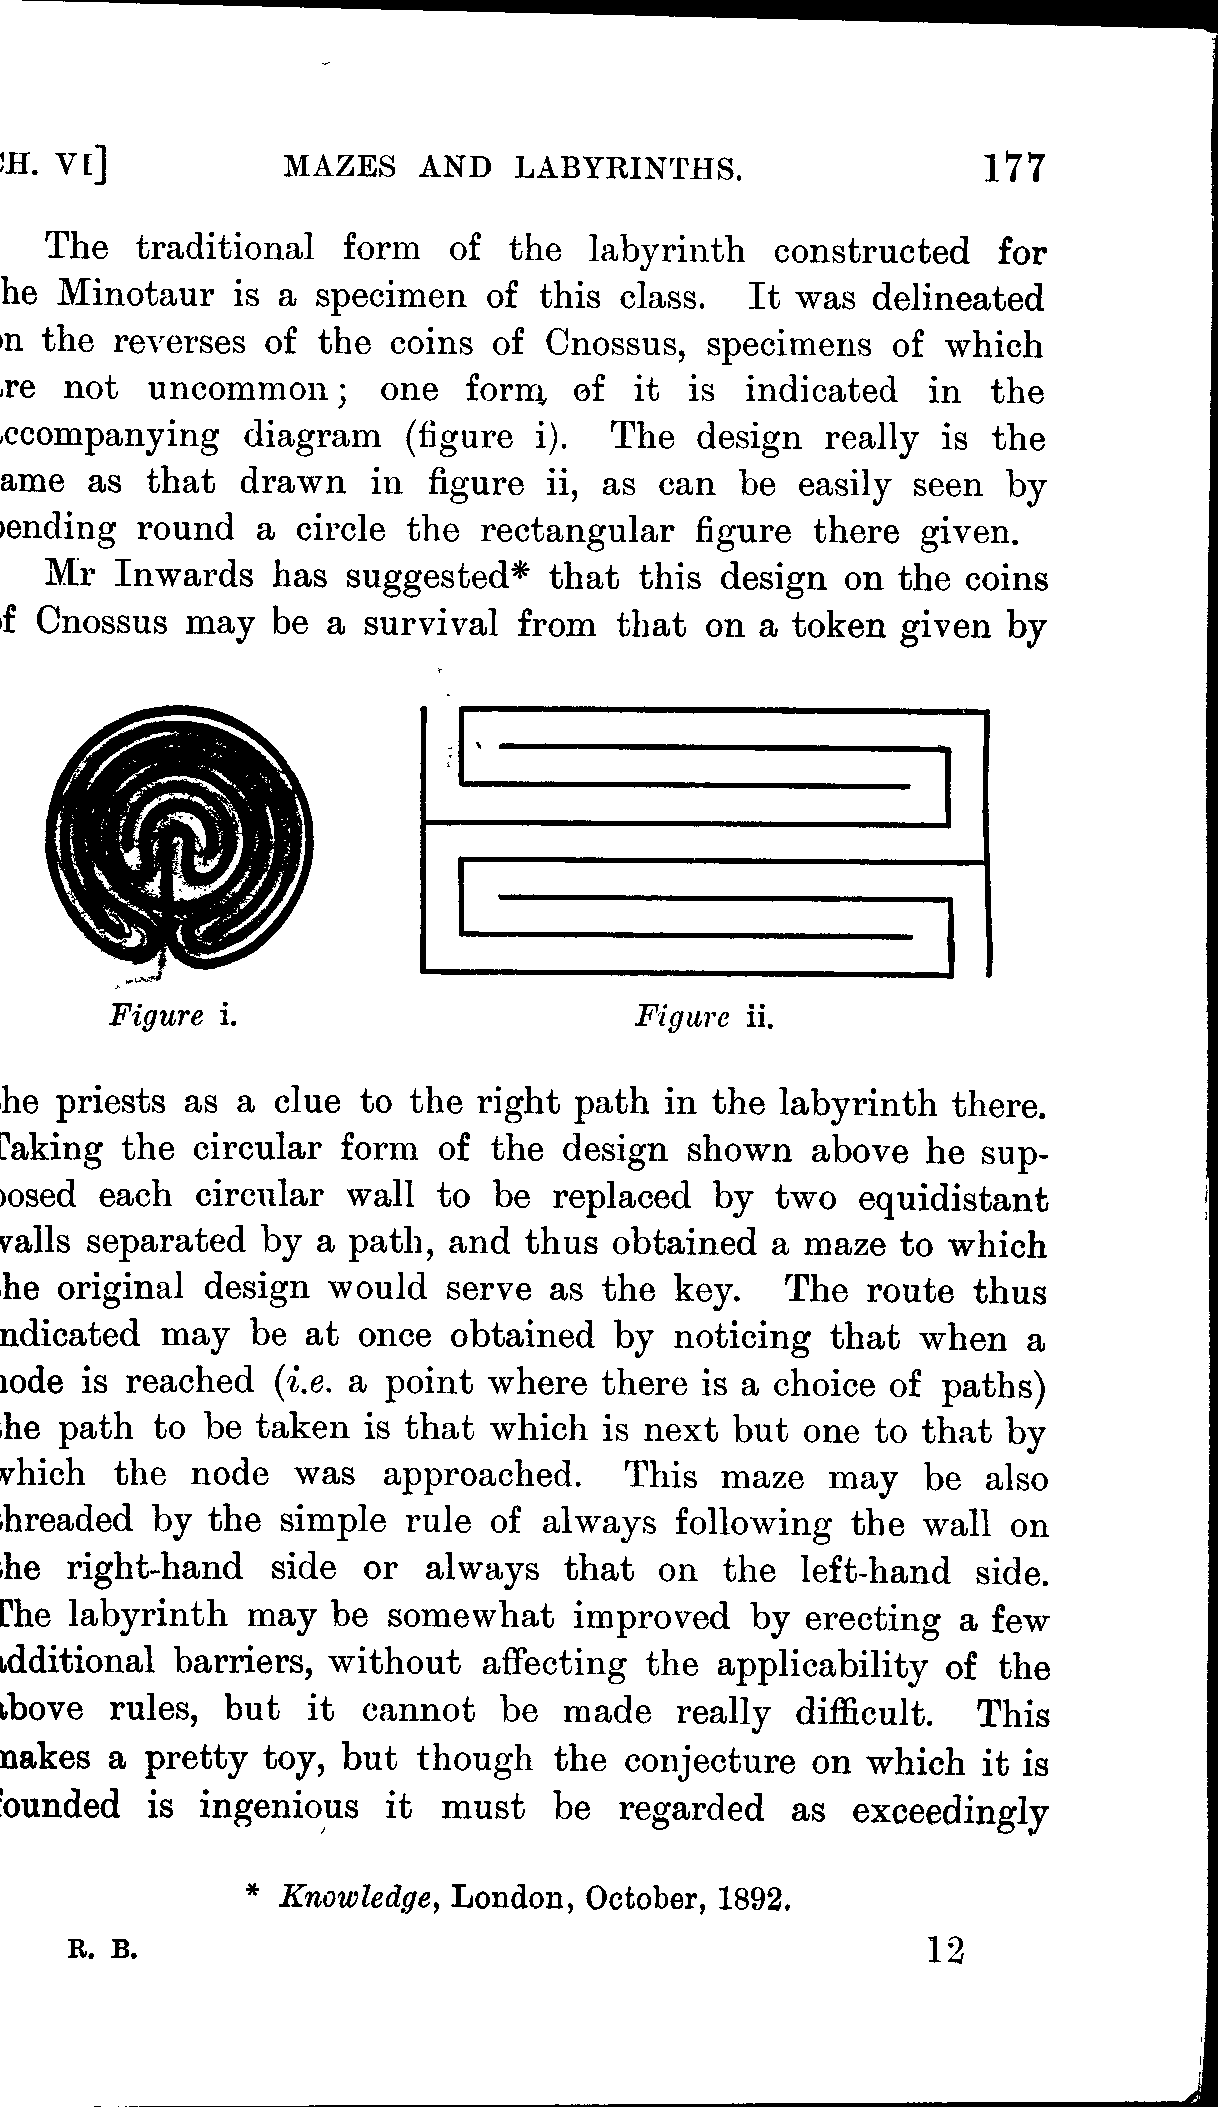 CH. VI] MAZES AND LABYRINTHS. 177
The traditional form of the labyrinth constructed for
he Minotaur is a specimen of this class. It was delineated
n the reverses of the coins of Cnossus, specimens of which
re not uncommon; one form of it is indicated in the
ccompanying diagram (figure i). The design really is the
ame as that drawn in figure ii, as can be easily seen by
ending round a circle the rectangular figure there given.
Mr Inwards has suggested* that this design on the coins
f Cnossus may be a survival from that on a token given by
Figure i. Figure ii.
he priests as a clue to the right path in the labyrinth there.
Taking the circular form of the design shown above he sup-
posed each circular wall to be replaced by two equidistant
walls separated by a path, and thus obtained a maze to which
he original design would serve as the key. The route thus
ndicated may be at once obtained by noticing that when a
node is reached (i.e. a point where there is a choice of paths)
he path to be taken is that which is next but one to that by
which the node was approached. This maze may be also
hreaded by the simple rule of always following the wall on
he right-hand side or always that on the left-hand side.
The labyrinth may be somewhat improved by erecting a few
dditional barriers, without affecting the applicability of the
bove rules, but it cannot be made really difficult. This
makes a pretty toy, but though the conjecture on which it is
founded is ingenious it must be regarded as exceedingly
* Knowledge, London, October, 1892.
R. B. 12